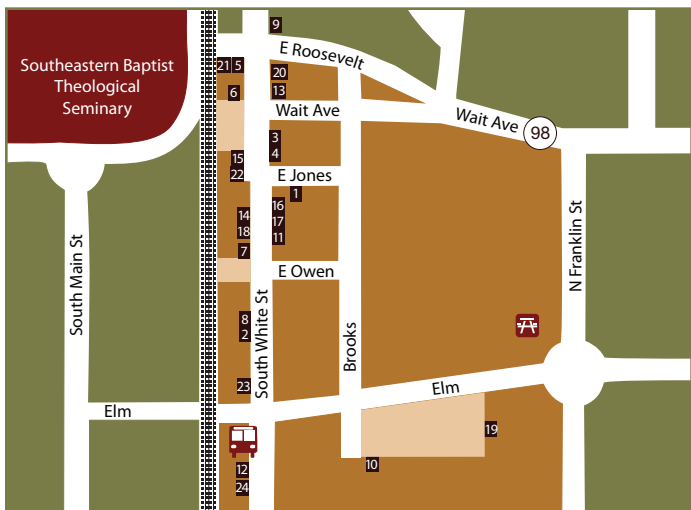 9
E Roosevelt
Southeastern Baptist
Theological
Seminary
21 5
20
6
13
Wait Ave
Wait Ave
98
3
4
15
22
E Jones
1
16
17
11
14
18
7
N Franklin St
South Main St
E Owen
South White St
Brooks
8
2
23
Elm
Elm
19
10
12
24